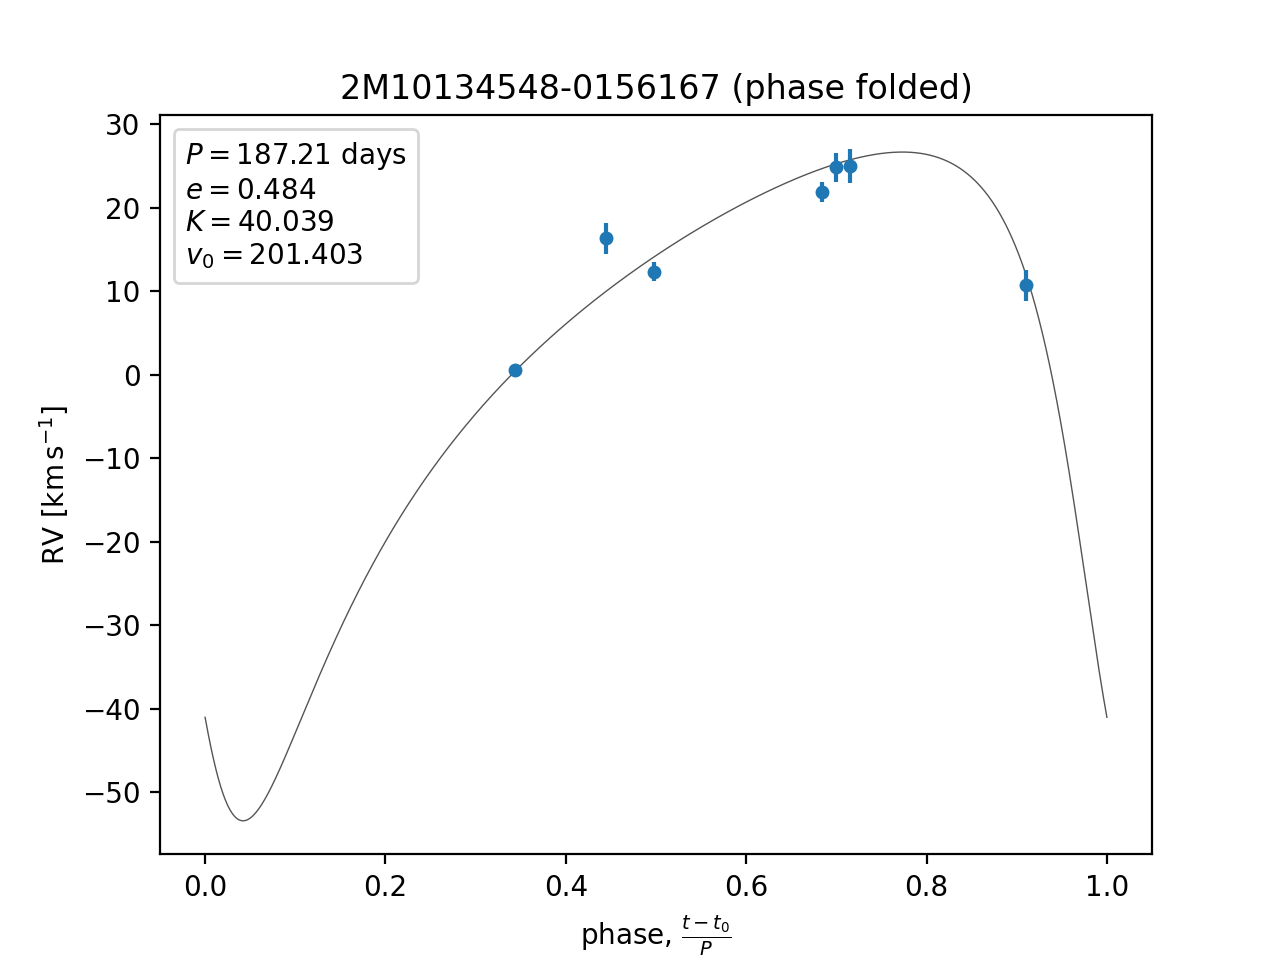 2M10134548-0156167 (phase folded)
P = 187.21 days
e = 0.484
K = 40.039
v₀ = 201.403
30
20
10
0
−10
−20
−30
−40
−50
RV [km s⁻¹]
0.0 0.2 0.4 0.6 0.8 1.0
phase, (t − t₀)/P